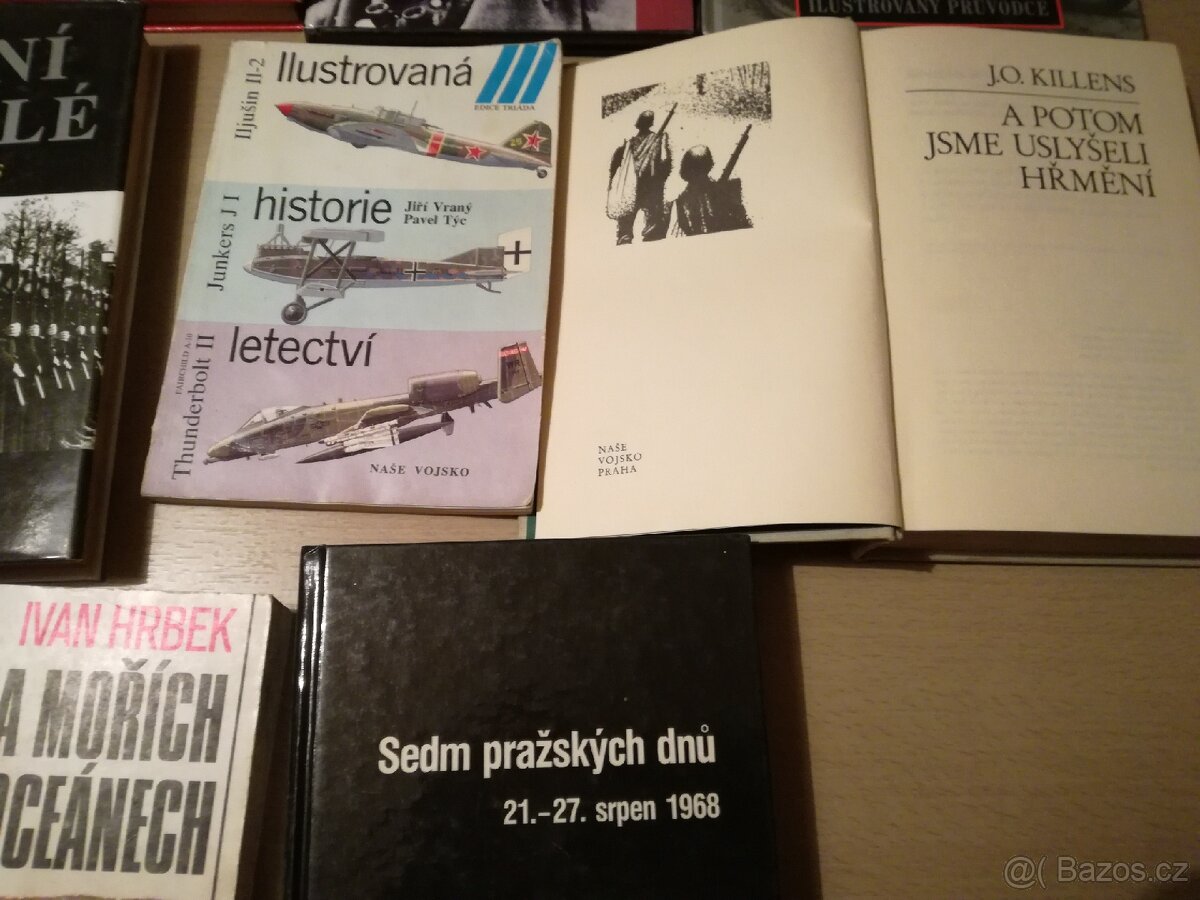 ILUSTROVANÝ PRŮVODCE
NÍ
LÉ
Iljušin Il-2
Ilustrovaná
EDICE TRIÁDA
Junkers J I
historie
Jiří Vraný
Pavel Týc
FAIRCHILD A-10
Thunderbolt II
letectví
NAŠE VOJSKO
NAŠE
VOJSKO
PRAHA
J.O. KILLENS
A POTOM
JSME USLYŠELI
HŘMĚNÍ
IVAN HRBEK
A MOŘÍCH
OCEÁNECH
Sedm pražských dnů
21.–27. srpen 1968
Bazos.cz